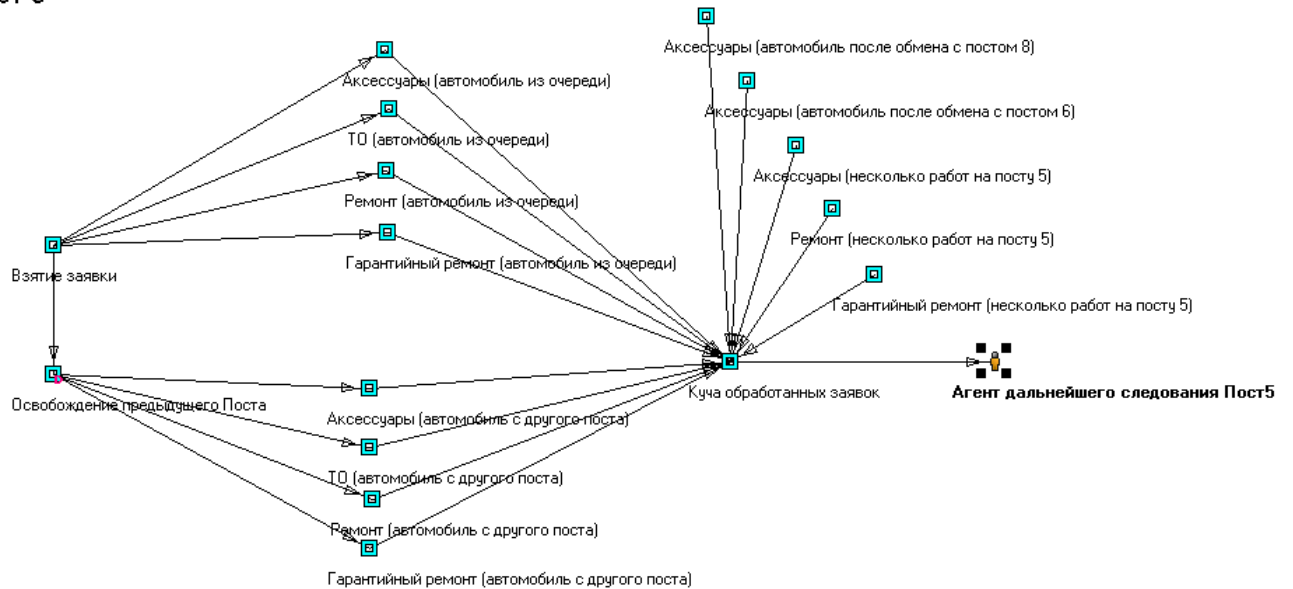 Аксессуары (автомобиль после обмена с постом 8)
Аксессуары (автомобиль из очереди)
Аксессуары (автомобиль после обмена с постом 6)
ТО (автомобиль из очереди)
Аксессуары (несколько работ на посту 5)
Ремонт (автомобиль из очереди)
Ремонт (несколько работ на посту 5)
Гарантийный ремонт (автомобиль из очереди)
Взятие заявки
Гарантийный ремонт (несколько работ на посту 5)
Куча обработанных заявок
Агент дальнейшего следования Пост5
Освобождение предыдущего Поста
Аксессуары (автомобиль с другого поста)
ТО (автомобиль с другого поста)
Ремонт (автомобиль с другого поста)
Гарантийный ремонт (автомобиль с другого поста)